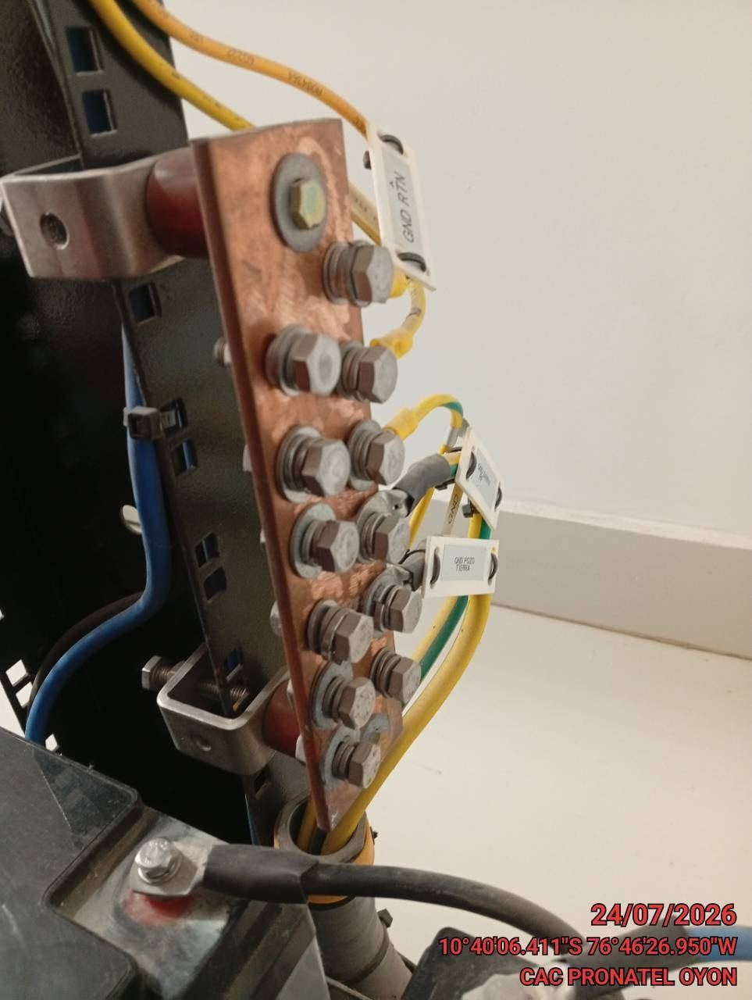 GND RTN
GND
GND POZO
TIERRA
24/07/2026
10°40'06.411"S 76°46'26.950"W
CAC PRONATEL OYON